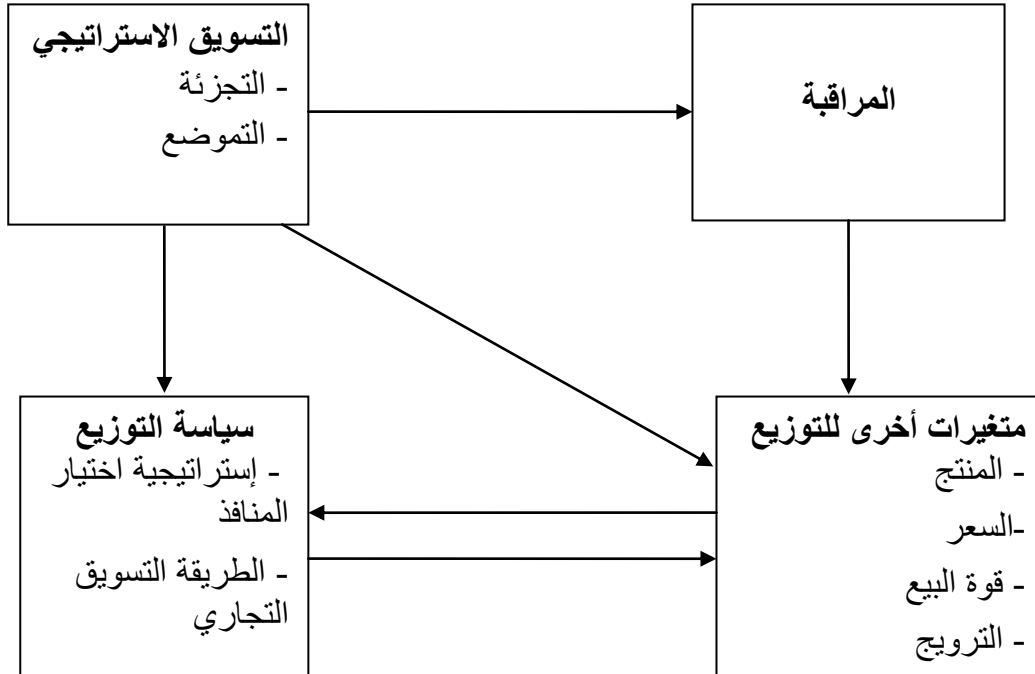 التسويق الاستراتيجي
- التجزئة
- التموضع
المراقبة
سياسة التوزيع
- إستراتيجية اختيار
المنافذ
- الطريقة التسويق
التجاري
متغيرات أخرى للتوزيع
- المنتج
-السعر
- قوة البيع
- الترويج